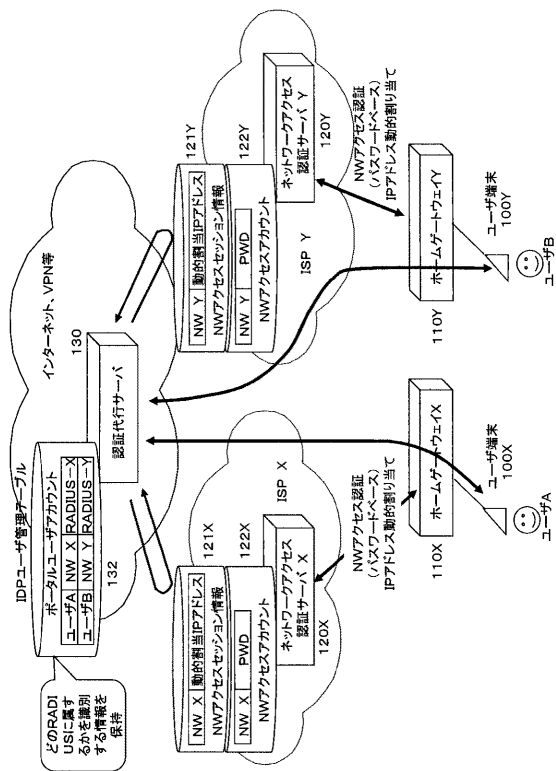 どのRADI
USに属す
るかを識別
する情報を
保持
IDPユーザ管理テーブル
ポータルユーザアカウント
ユーザA NW X RADIUS-X
ユーザB NW Y RADIUS-Y
132
インターネット、VPN等
130
認証代行サーバ
121X
NW X 動的割当IPアドレス
NWアクセスセッション情報
122X
NW X PWD
NWアクセスアカウント
ネットワークアクセス
認証サーバ X
120X
ISP X
121Y
NW Y 動的割当IPアドレス
NWアクセスセッション情報
122Y
NW Y PWD
NWアクセスアカウント
ネットワークアクセス
認証サーバ Y
120Y
ISP Y
NWアクセス認証
(パスワードベース)
IPアドレス動的割り当て
110X
ホームゲートウェイX
ユーザ端末
100X
ユーザA
NWアクセス認証
(パスワードベース)
IPアドレス動的割り当て
110Y
ホームゲートウェイY
ユーザ端末
100Y
ユーザB